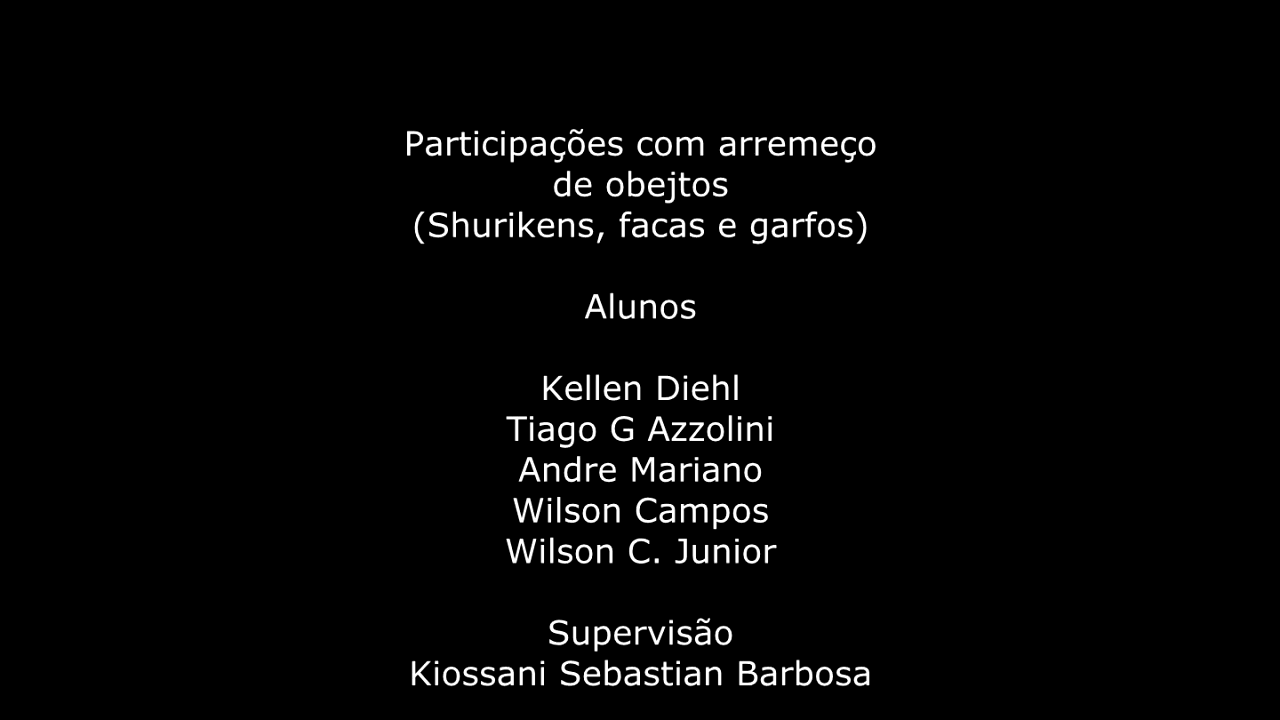 Participações com arremeço
de obejtos
(Shurikens, facas e garfos)
Alunos
Kellen Diehl
Tiago G Azzolini
Andre Mariano
Wilson Campos
Wilson C. Junior
Supervisão
Kiossani Sebastian Barbosa